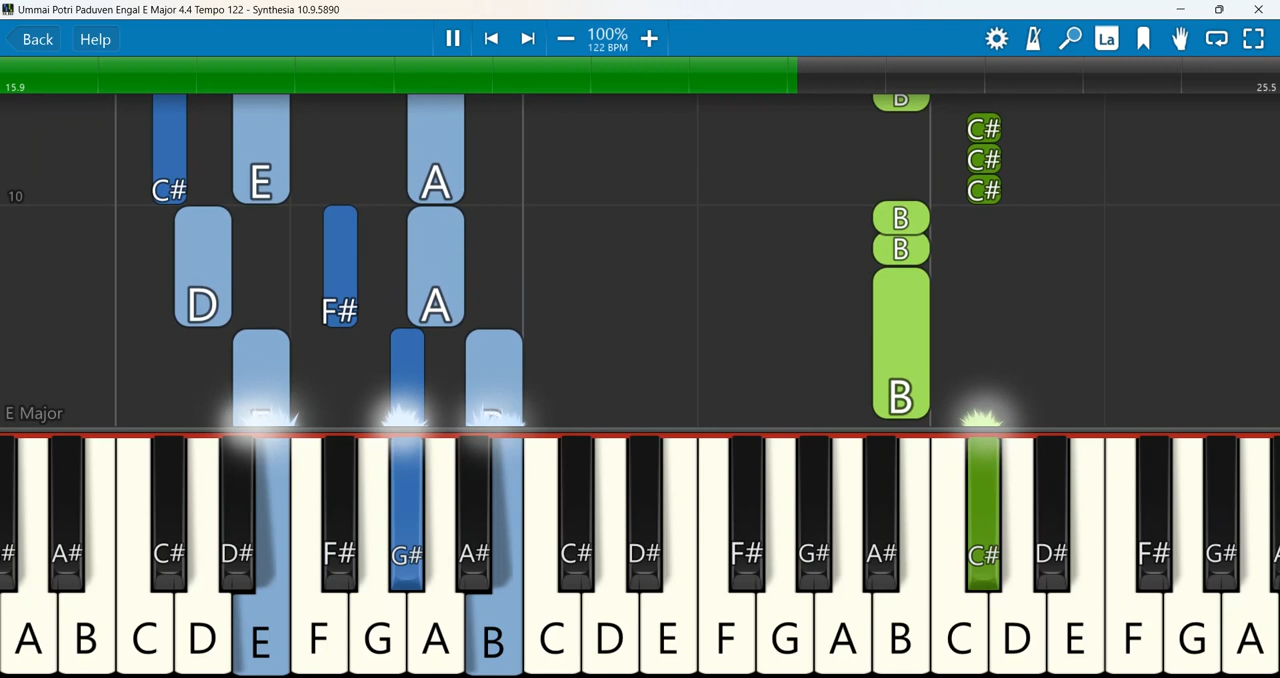 Ummai Potri Paduven Engal E Major 4.4 Tempo 122 - Synthesia 10.9.5890
Back Help 100% La
122 BPM
15.9 25.5
C# E A C#
C#
10 C#
B
D F# A B
B
E Major
# A# C# D# F# G# A# C# D# F# G# A# C# D# F# G#
A B C D E F G A B C D E F G A B C D E F G A